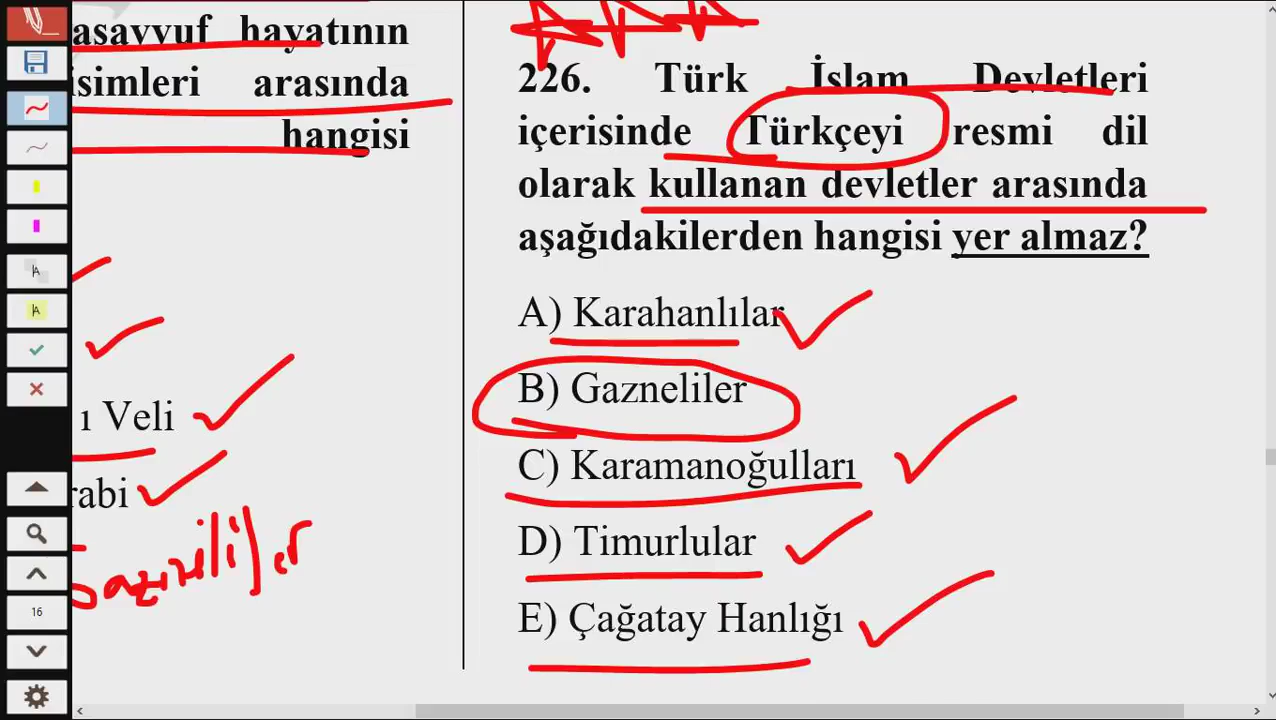 asavvuf hayatının
isimleri arasında
hangisi
ı Veli
rabi
226. Türk İslam Devletleri
içerisinde Türkçeyi resmi dil
olarak kullanan devletler arasında
aşağıdakilerden hangisi yer almaz?
A) Karahanlılar
B) Gazneliler
C) Karamanoğulları
D) Timurlular
E) Çağatay Hanlığı
16